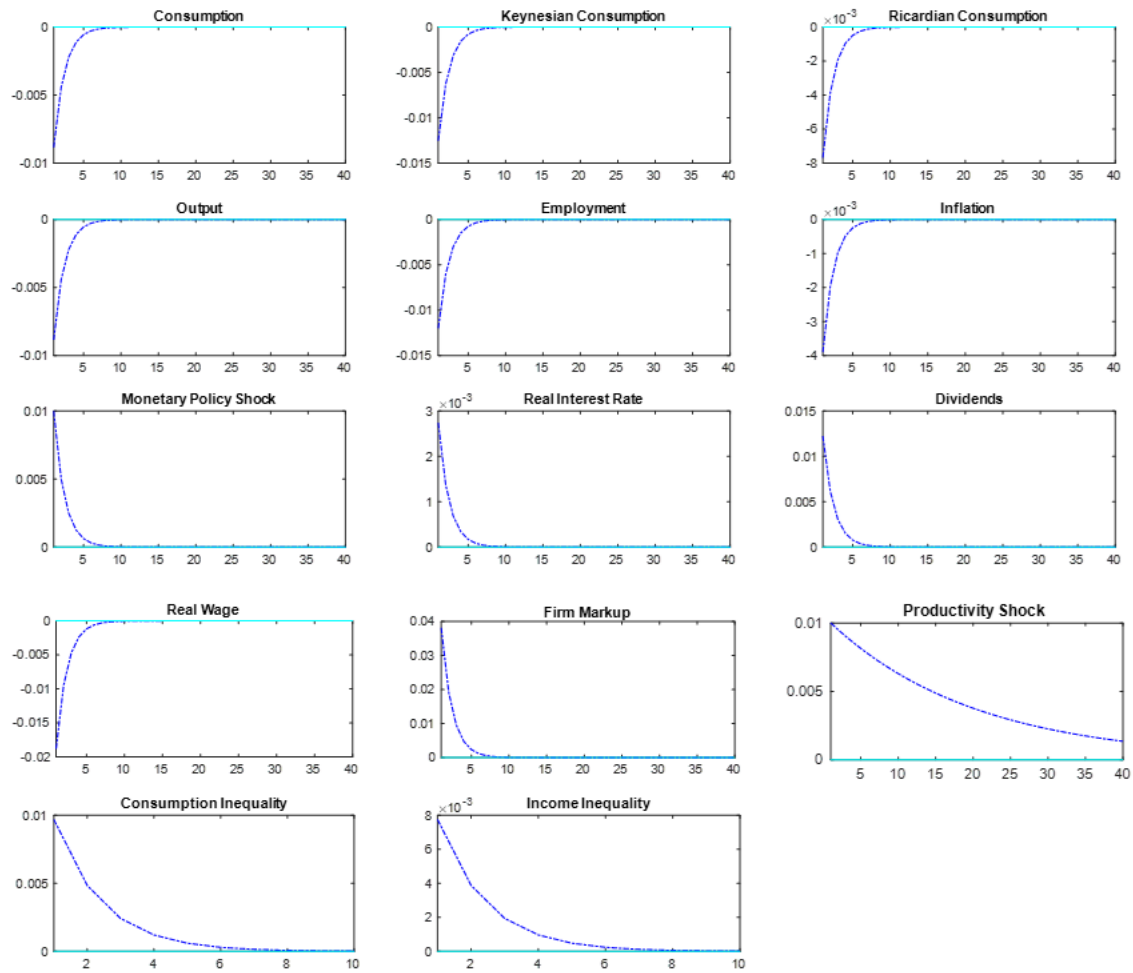 Consumption
0
-0.005
-0.01
5 10 15 20 25 30 35 40
Keynesian Consumption
0
-0.005
-0.01
-0.015
5 10 15 20 25 30 35 40
Ricardian Consumption
×10-3
0
-2
-4
-6
-8
5 10 15 20 25 30 35 40
Output
0
-0.005
-0.01
5 10 15 20 25 30 35 40
Employment
0
-0.005
-0.01
-0.015
5 10 15 20 25 30 35 40
Inflation
×10-3
0
-1
-2
-3
-4
5 10 15 20 25 30 35 40
Monetary Policy Shock
0.01
0.005
0
5 10 15 20 25 30 35 40
Real Interest Rate
×10-3
3
2
1
0
5 10 15 20 25 30 35 40
Dividends
0.015
0.01
0.005
0
5 10 15 20 25 30 35 40
Real Wage
0
-0.005
-0.01
-0.015
-0.02
5 10 15 20 25 30 35 40
Firm Markup
0.04
0.03
0.02
0.01
0
5 10 15 20 25 30 35 40
Productivity Shock
0.01
0.005
0
5 10 15 20 25 30 35 40
Consumption Inequality
0.01
0.005
0
2 4 6 8 10
Income Inequality
×10-3
8
6
4
2
0
2 4 6 8 10